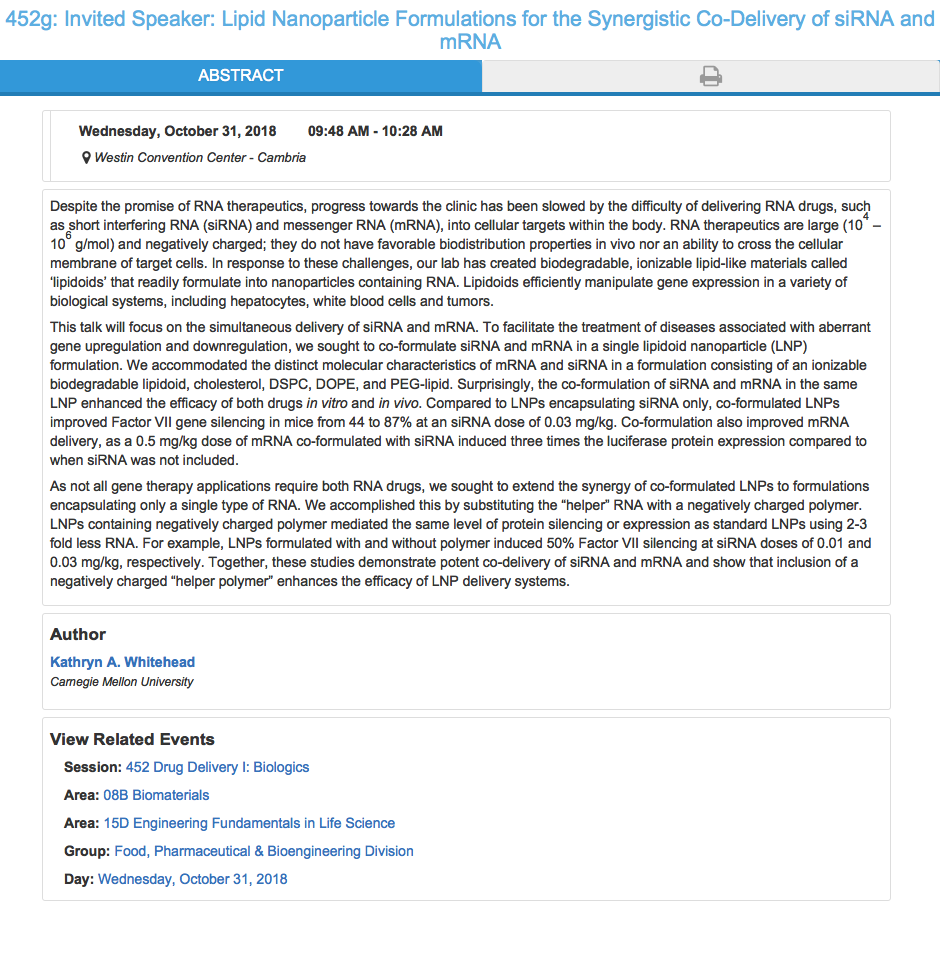 452g: Invited Speaker: Lipid Nanoparticle Formulations for the Synergistic Co-Delivery of siRNA and
mRNA
ABSTRACT
Wednesday, October 31, 2018 09:48 AM - 10:28 AM
Westin Convention Center - Cambria
Despite the promise of RNA therapeutics, progress towards the clinic has been slowed by the difficulty of delivering RNA drugs, such
as short interfering RNA (siRNA) and messenger RNA (mRNA), into cellular targets within the body. RNA therapeutics are large (10⁴ –
10⁶ g/mol) and negatively charged; they do not have favorable biodistribution properties in vivo nor an ability to cross the cellular
membrane of target cells. In response to these challenges, our lab has created biodegradable, ionizable lipid-like materials called
‘lipidoids’ that readily formulate into nanoparticles containing RNA. Lipidoids efficiently manipulate gene expression in a variety of
biological systems, including hepatocytes, white blood cells and tumors.
This talk will focus on the simultaneous delivery of siRNA and mRNA. To facilitate the treatment of diseases associated with aberrant
gene upregulation and downregulation, we sought to co-formulate siRNA and mRNA in a single lipidoid nanoparticle (LNP)
formulation. We accommodated the distinct molecular characteristics of mRNA and siRNA in a formulation consisting of an ionizable
biodegradable lipidoid, cholesterol, DSPC, DOPE, and PEG-lipid. Surprisingly, the co-formulation of siRNA and mRNA in the same
LNP enhanced the efficacy of both drugs in vitro and in vivo. Compared to LNPs encapsulating siRNA only, co-formulated LNPs
improved Factor VII gene silencing in mice from 44 to 87% at an siRNA dose of 0.03 mg/kg. Co-formulation also improved mRNA
delivery, as a 0.5 mg/kg dose of mRNA co-formulated with siRNA induced three times the luciferase protein expression compared to
when siRNA was not included.
As not all gene therapy applications require both RNA drugs, we sought to extend the synergy of co-formulated LNPs to formulations
encapsulating only a single type of RNA. We accomplished this by substituting the “helper” RNA with a negatively charged polymer.
LNPs containing negatively charged polymer mediated the same level of protein silencing or expression as standard LNPs using 2-3
fold less RNA. For example, LNPs formulated with and without polymer induced 50% Factor VII silencing at siRNA doses of 0.01 and
0.03 mg/kg, respectively. Together, these studies demonstrate potent co-delivery of siRNA and mRNA and show that inclusion of a
negatively charged “helper polymer” enhances the efficacy of LNP delivery systems.
Author
Kathryn A. Whitehead
Carnegie Mellon University
View Related Events
Session: 452 Drug Delivery I: Biologics
Area: 08B Biomaterials
Area: 15D Engineering Fundamentals in Life Science
Group: Food, Pharmaceutical & Bioengineering Division
Day: Wednesday, October 31, 2018